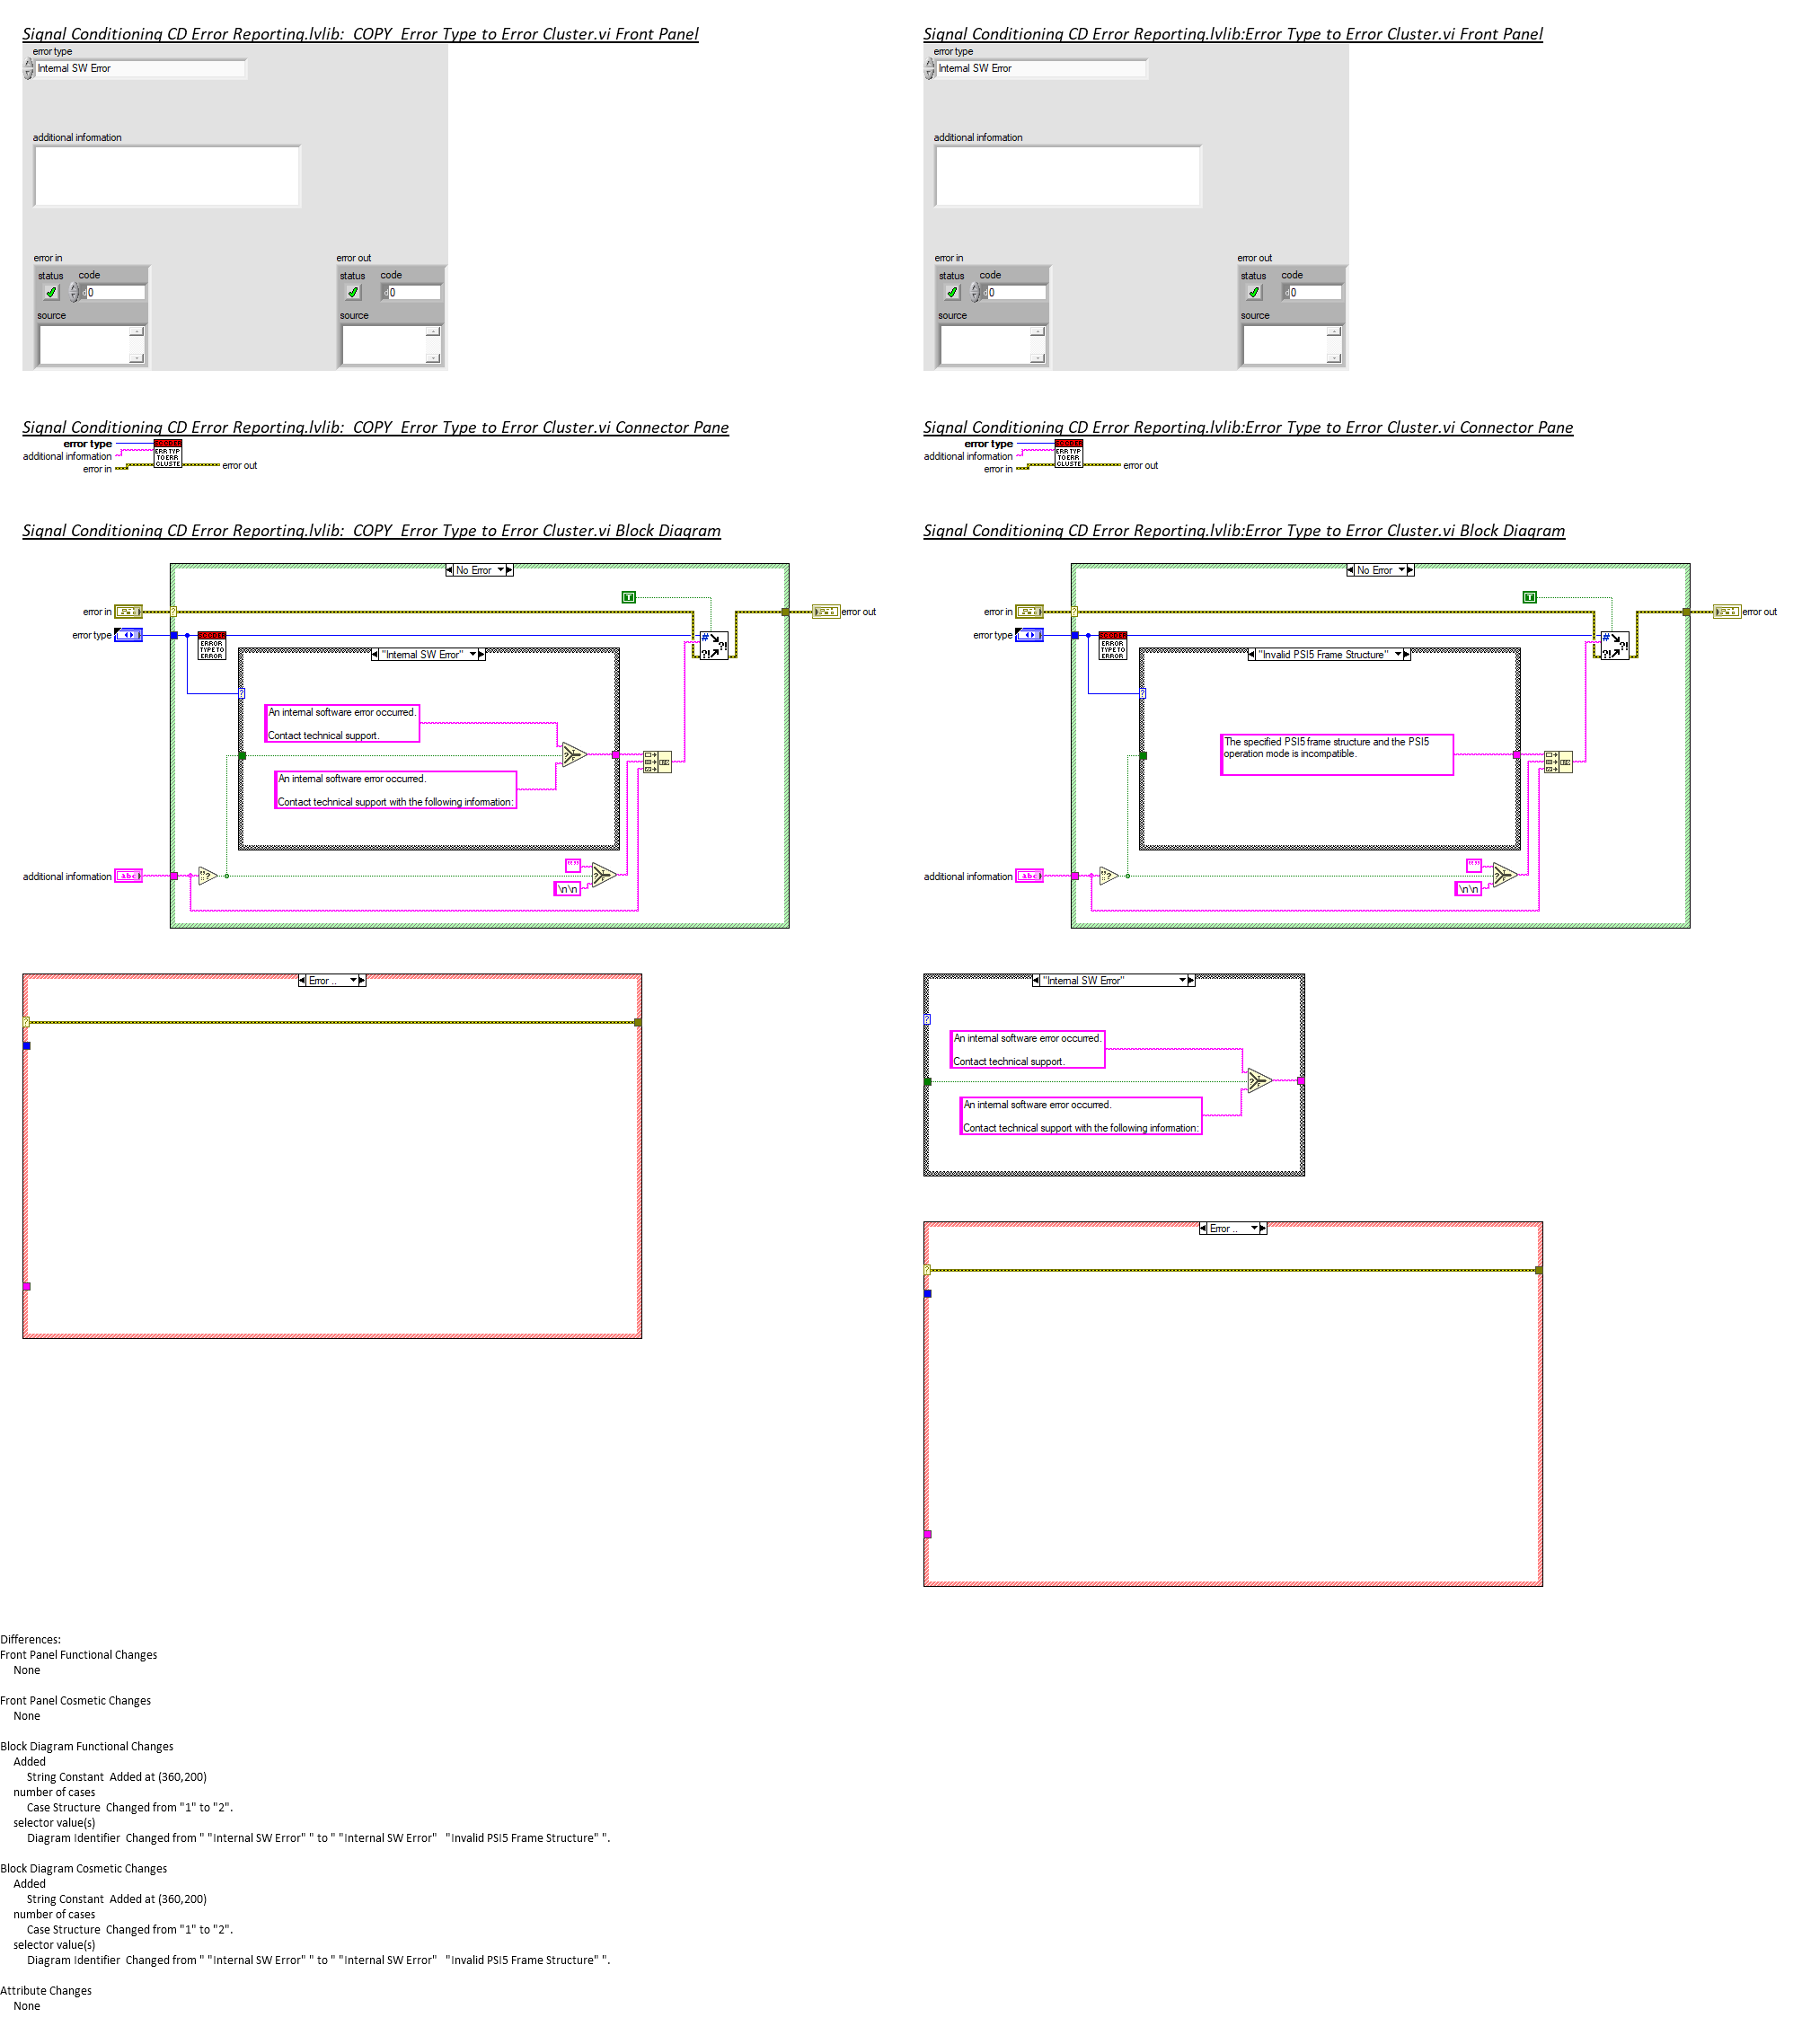 Signal Conditioning CD Error Reporting.lvlib:  COPY  Error Type to Error Cluster.vi Front Panel
error type
Internal SW Error
additional information
error in
status
code
0
source
error out
status
code
0
source
Signal Conditioning CD Error Reporting.lvlib:Error Type to Error Cluster.vi Front Panel
error type
Internal SW Error
additional information
error in
status
code
0
source
error out
status
code
0
source
Signal Conditioning CD Error Reporting.lvlib:  COPY  Error Type to Error Cluster.vi Connector Pane
error type
additional information
error in
ERR TYP
TO ERR
CLUSTE
error out
Signal Conditioning CD Error Reporting.lvlib:Error Type to Error Cluster.vi Connector Pane
error type
additional information
error in
ERR TYP
TO ERR
CLUSTE
error out
Signal Conditioning CD Error Reporting.lvlib:  COPY  Error Type to Error Cluster.vi Block Diagram
No Error
T
error in
error out
error type
ERROR
TYPE TO
ERROR
"Internal SW Error"
An internal software error occurred.
Contact technical support.
An internal software error occurred.
Contact technical support with the following information:
additional information
abc
""
\n\n
Error ..
Signal Conditioning CD Error Reporting.lvlib:Error Type to Error Cluster.vi Block Diagram
No Error
T
error in
error out
error type
ERROR
TYPE TO
ERROR
"Invalid PSI5 Frame Structure"
The specified PSI5 frame structure and the PSI5
operation mode is incompatible.
additional information
abc
""
\n\n
"Internal SW Error"
An internal software error occurred.
Contact technical support.
An internal software error occurred.
Contact technical support with the following information:
Error ..
Differences:
Front Panel Functional Changes
None
Front Panel Cosmetic Changes
None
Block Diagram Functional Changes
Added
String Constant  Added at (360,200)
number of cases
Case Structure  Changed from "1" to "2".
selector value(s)
Diagram Identifier  Changed from " "Internal SW Error" " to " "Internal SW Error"   "Invalid PSI5 Frame Structure" ".
Block Diagram Cosmetic Changes
Added
String Constant  Added at (360,200)
number of cases
Case Structure  Changed from "1" to "2".
selector value(s)
Diagram Identifier  Changed from " "Internal SW Error" " to " "Internal SW Error"   "Invalid PSI5 Frame Structure" ".
Attribute Changes
None